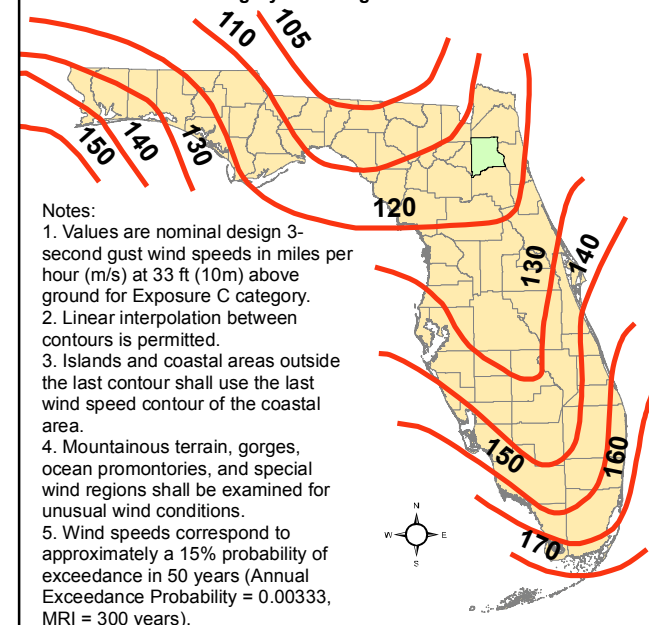 105
110
150
140
130
120
130
140
150
160
170
N
W
E
S
Notes:
1. Values are nominal design 3-
second gust wind speeds in miles per
hour (m/s) at 33 ft (10m) above
ground for Exposure C category.
2. Linear interpolation between
contours is permitted.
3. Islands and coastal areas outside
the last contour shall use the last
wind speed contour of the coastal
area.
4. Mountainous terrain, gorges,
ocean promontories, and special
wind regions shall be examined for
unusual wind conditions.
5. Wind speeds correspond to
approximately a 15% probability of
exceedance in 50 years (Annual
Exceedance Probability = 0.00333,
MRI = 300 years).